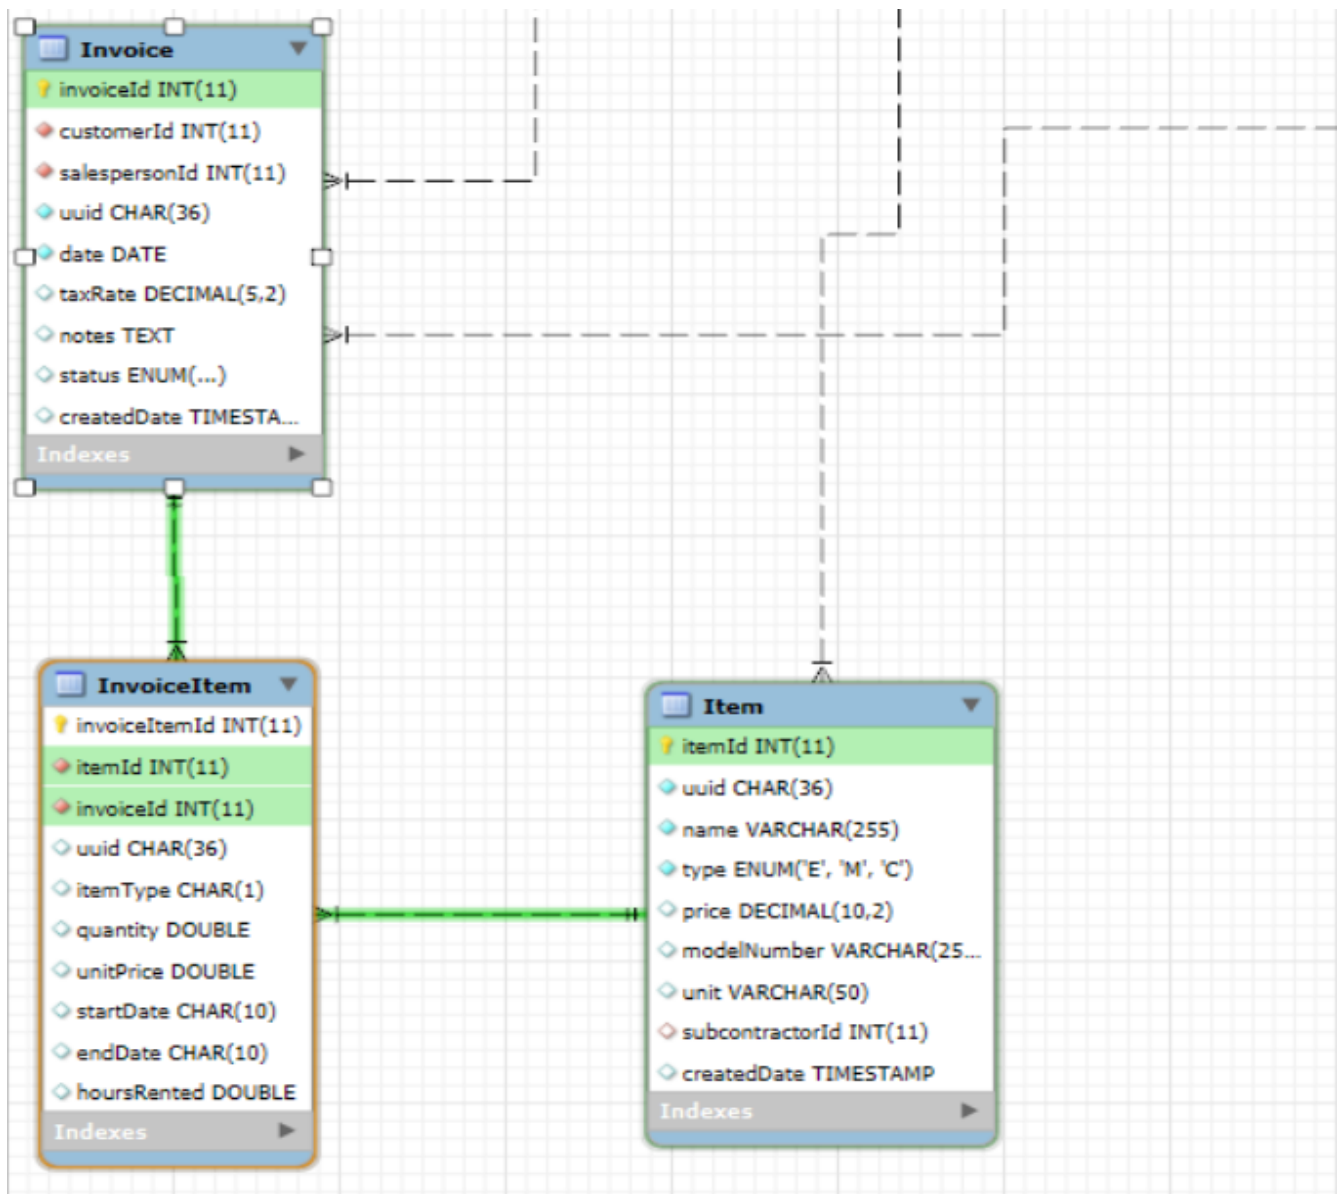 Invoice
invoiceId INT(11)
customerId INT(11)
salespersonId INT(11)
uuid CHAR(36)
date DATE
taxRate DECIMAL(5,2)
notes TEXT
status ENUM(...)
createdDate TIMESTA...
Indexes
InvoiceItem
invoiceItemId INT(11)
itemId INT(11)
invoiceId INT(11)
uuid CHAR(36)
itemType CHAR(1)
quantity DOUBLE
unitPrice DOUBLE
startDate CHAR(10)
endDate CHAR(10)
hoursRented DOUBLE
Indexes
Item
itemId INT(11)
uuid CHAR(36)
name VARCHAR(255)
type ENUM('E', 'M', 'C')
price DECIMAL(10,2)
modelNumber VARCHAR(25...
unit VARCHAR(50)
subcontractorId INT(11)
createdDate TIMESTAMP
Indexes